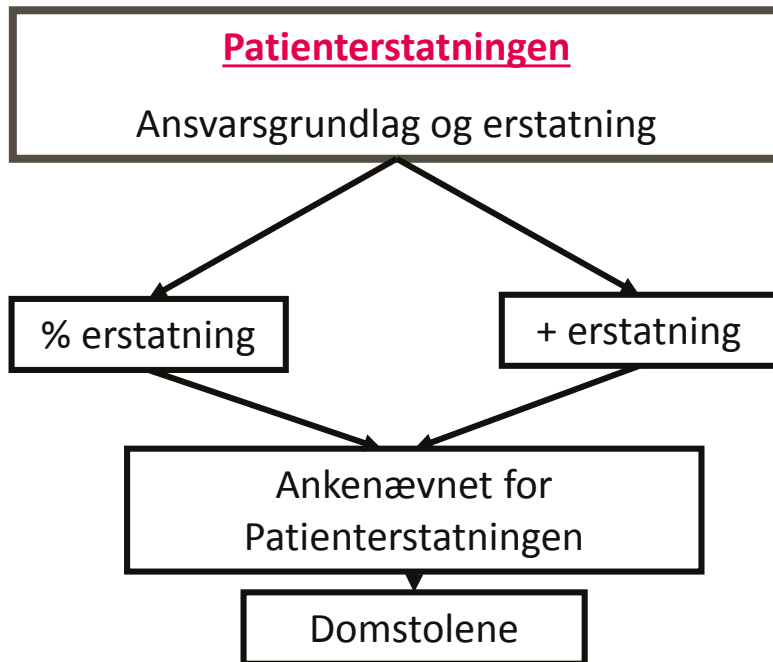 Patienterstatningen
Ansvarsgrundlag og erstatning
% erstatning
+ erstatning
Ankenævnet for
Patienterstatningen
Domstolene